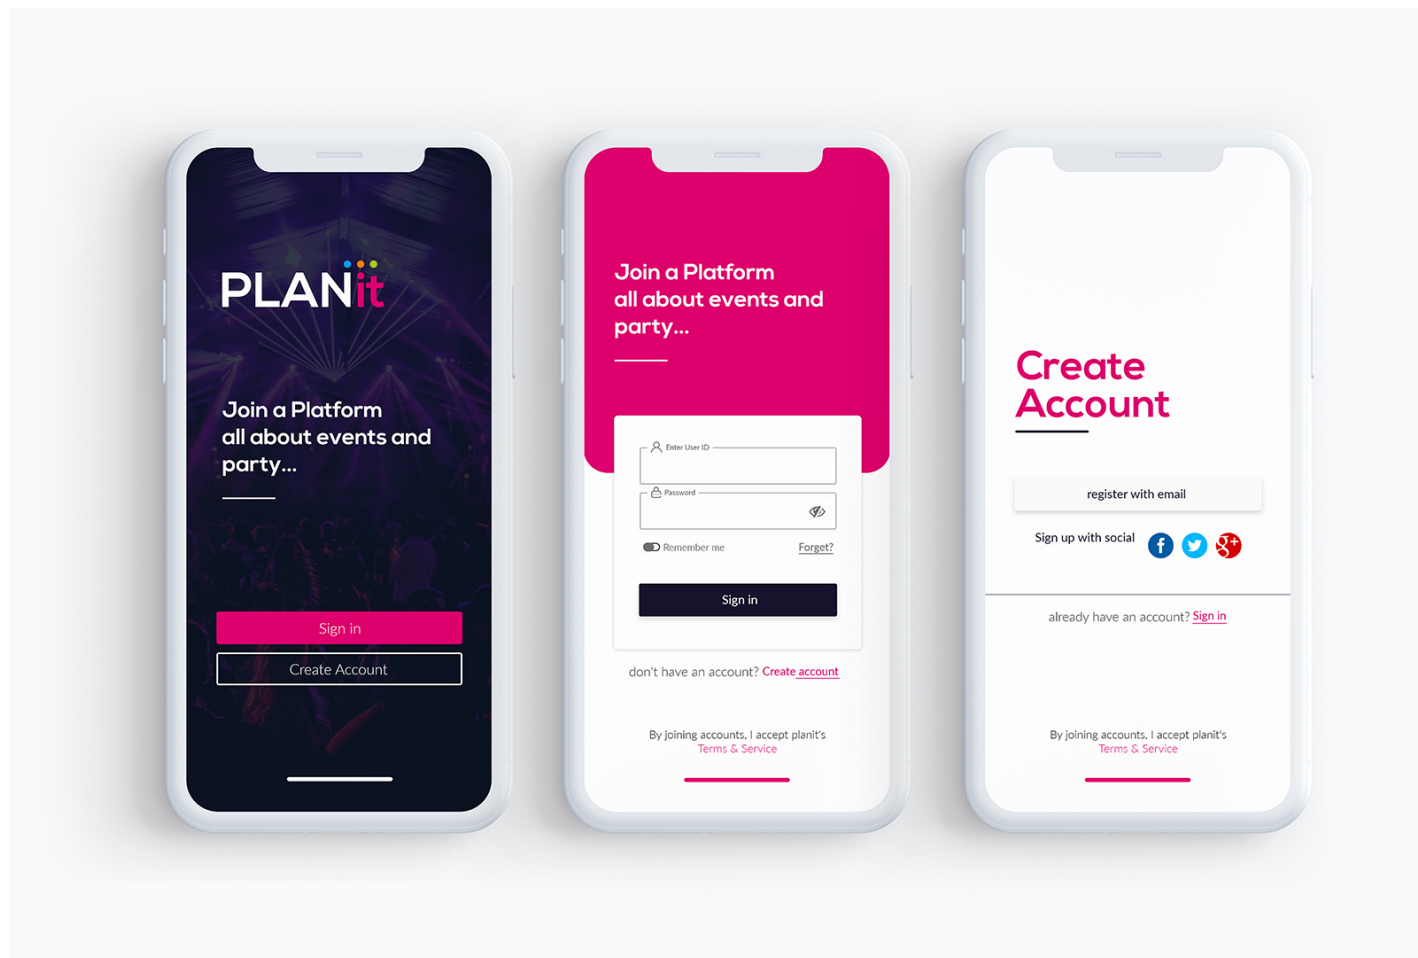 PLANit
Join a Platform
all about events and
party...
Sign in
Create Account
Join a Platform
all about events and
party...
Enter User ID
Password
Remember me
Forget?
Sign in
don't have an account? Create account
By joining accounts, I accept planit's
Terms & Service
Create
Account
register with email
Sign up with social
f
g+
already have an account? Sign in
By joining accounts, I accept planit's
Terms & Service